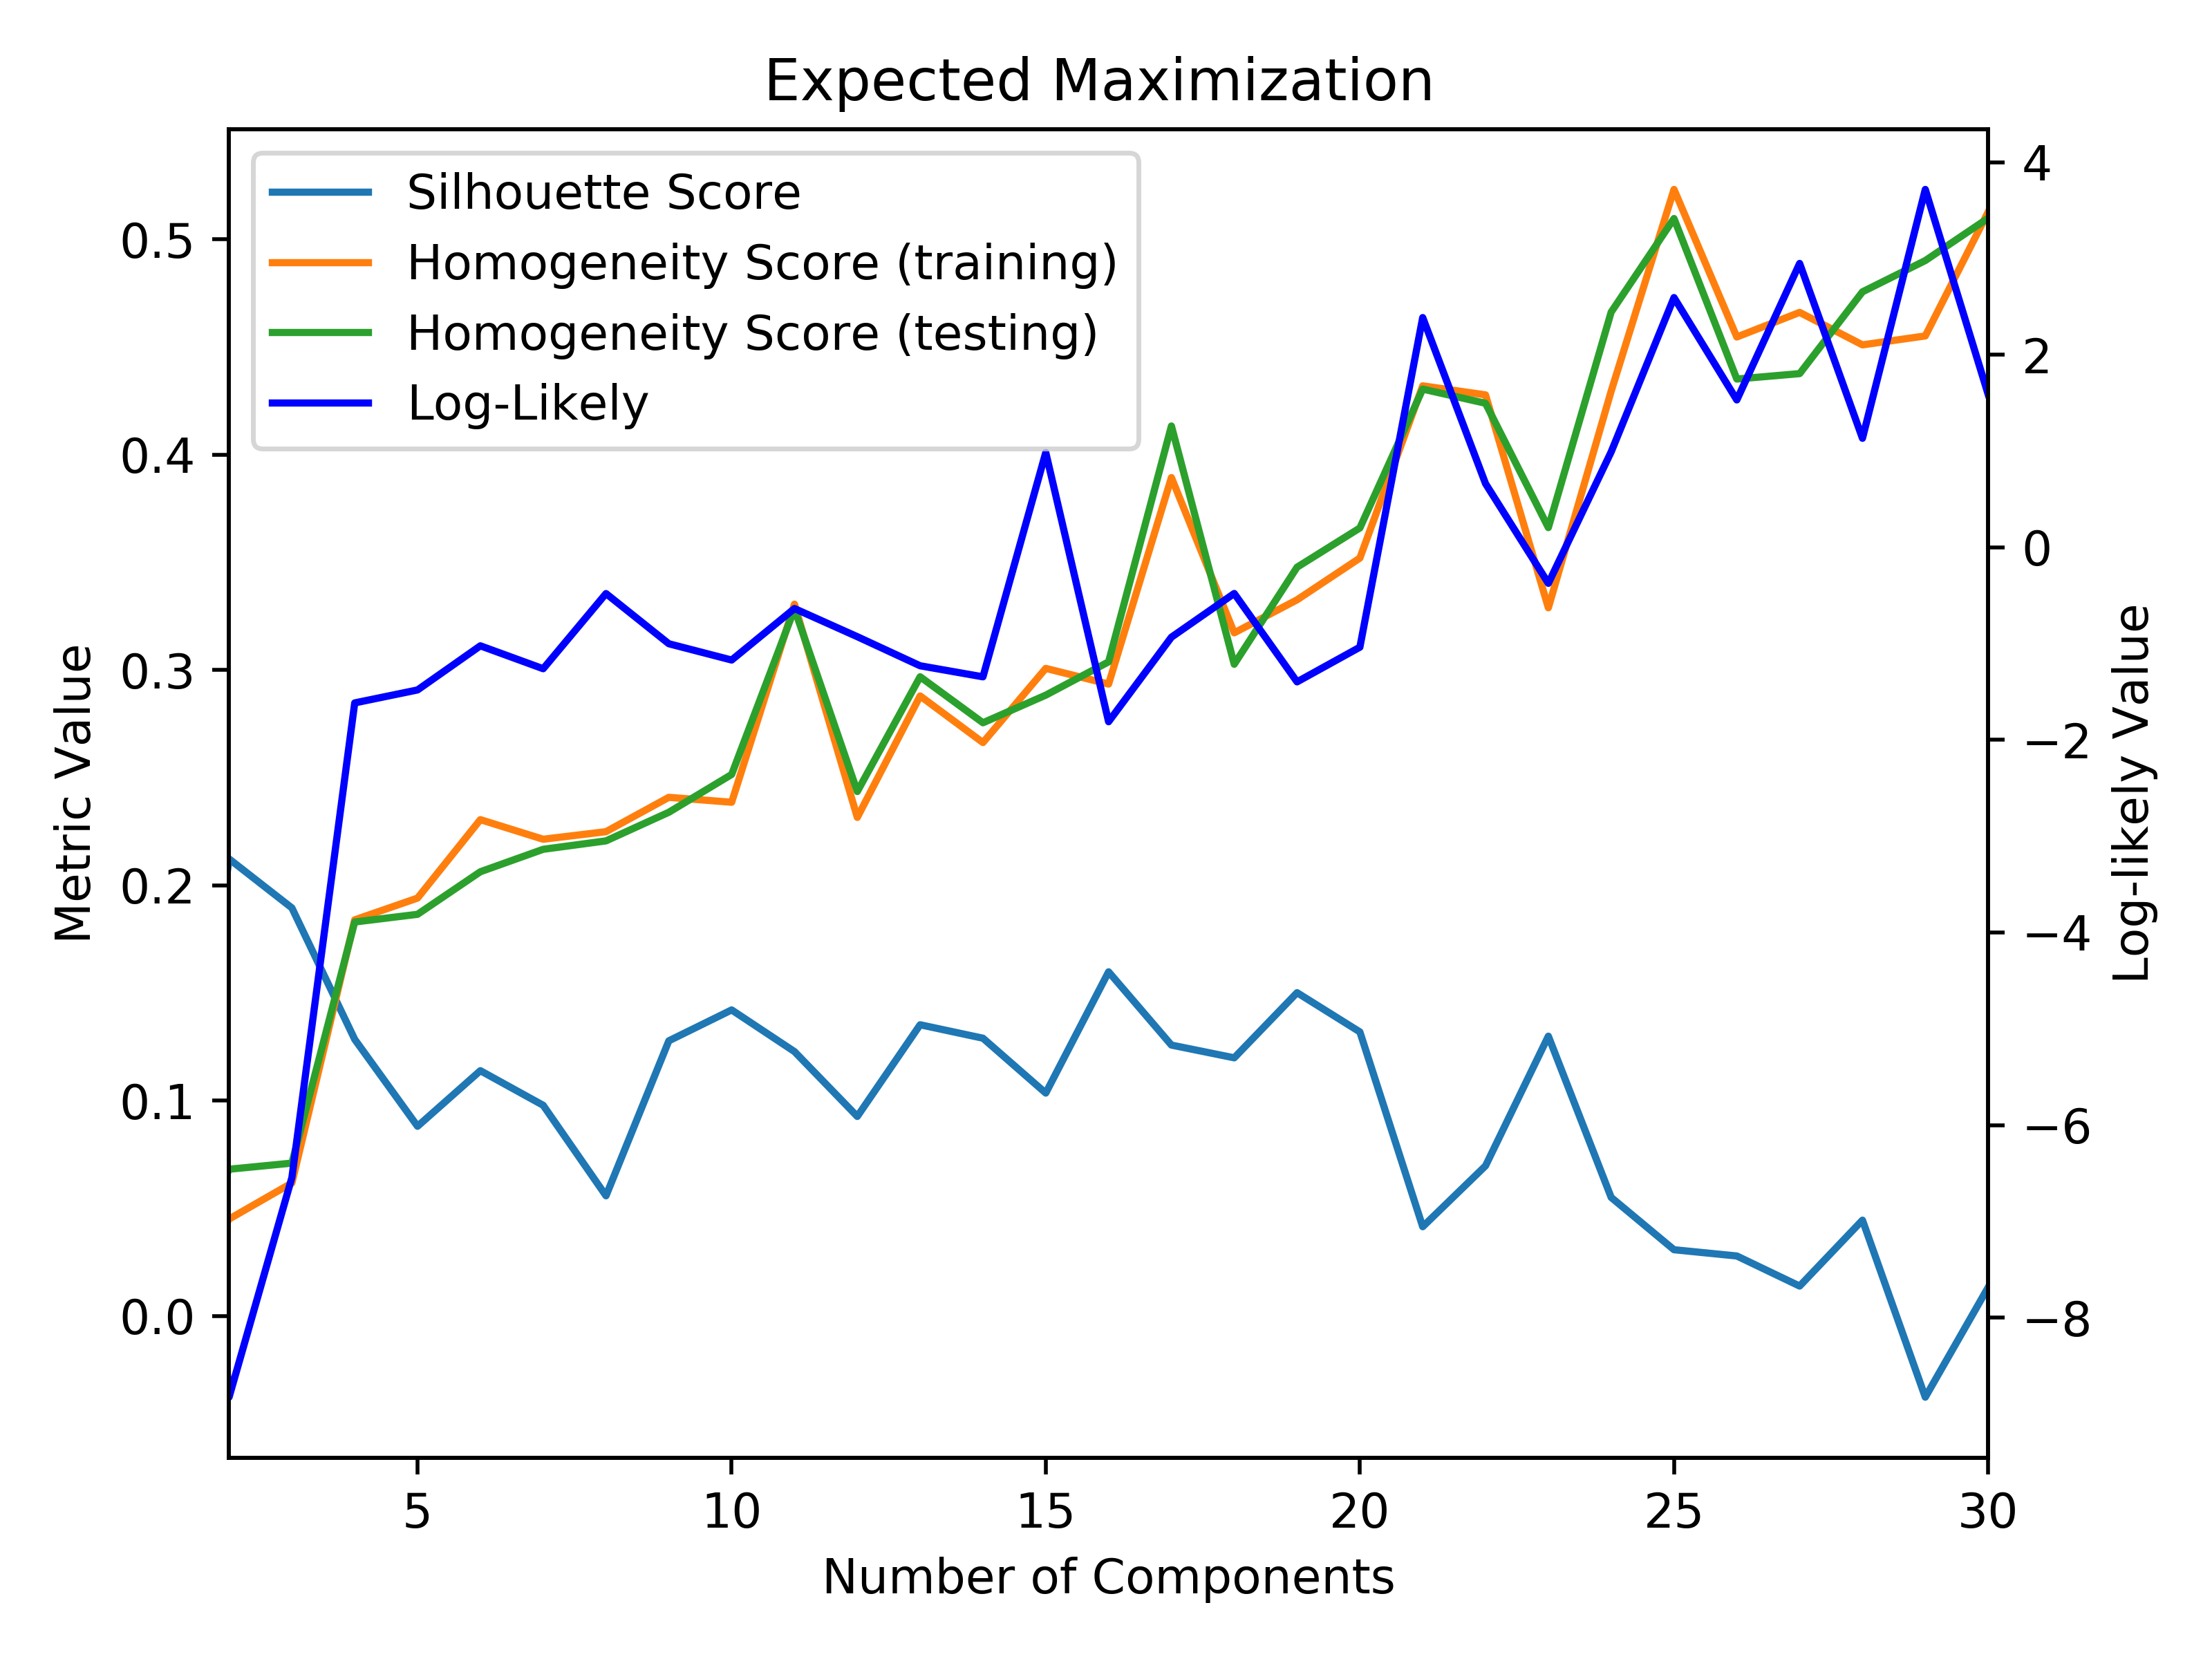 Expected Maximization
Silhouette Score
Homogeneity Score (training)
Homogeneity Score (testing)
Log-Likely
0.5
0.4
0.3
0.2
0.1
0.0
Metric Value
4
2
0
−2
−4
−6
−8
Log-likely Value
5 10 15 20 25 30
Number of Components